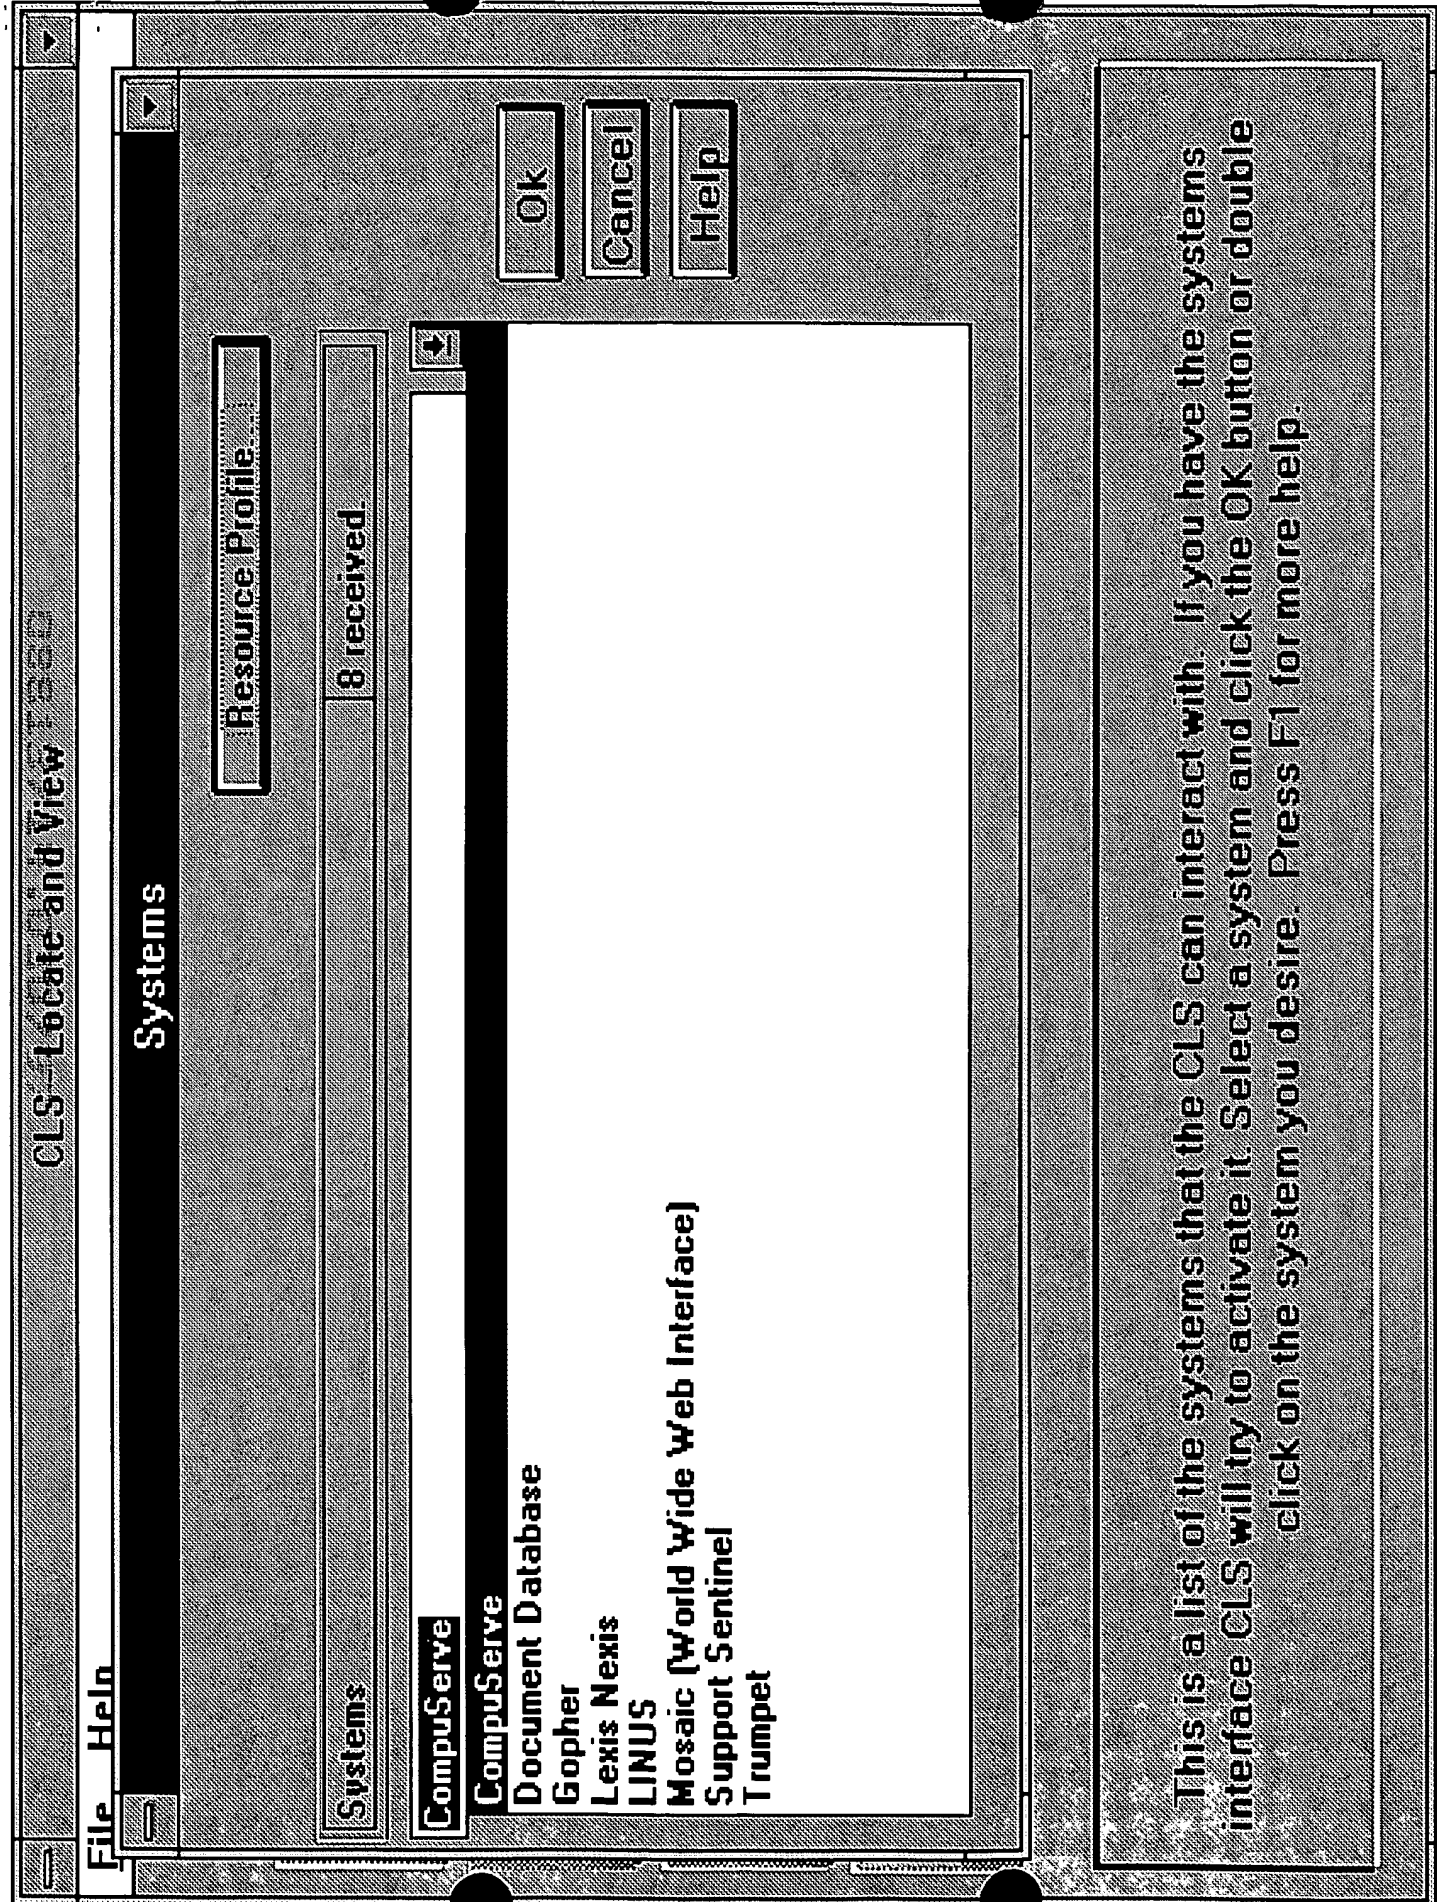 CLS - Locate and View
File Help
Systems
Resource Profile...
Systems 8 received.
CompuServe
CompuServe
Document Database
Gopher
Lexis Nexis
LINUS
Mosaic (World Wide Web Interface)
Support Sentinel
Trumpet
Ok
Cancel
Help
This is a list of the systems that the CLS can interact with. If you have the systems
interface CLS will try to activate it. Select a system and click the OK button or double
click on the system you desire. Press F1 for more help.